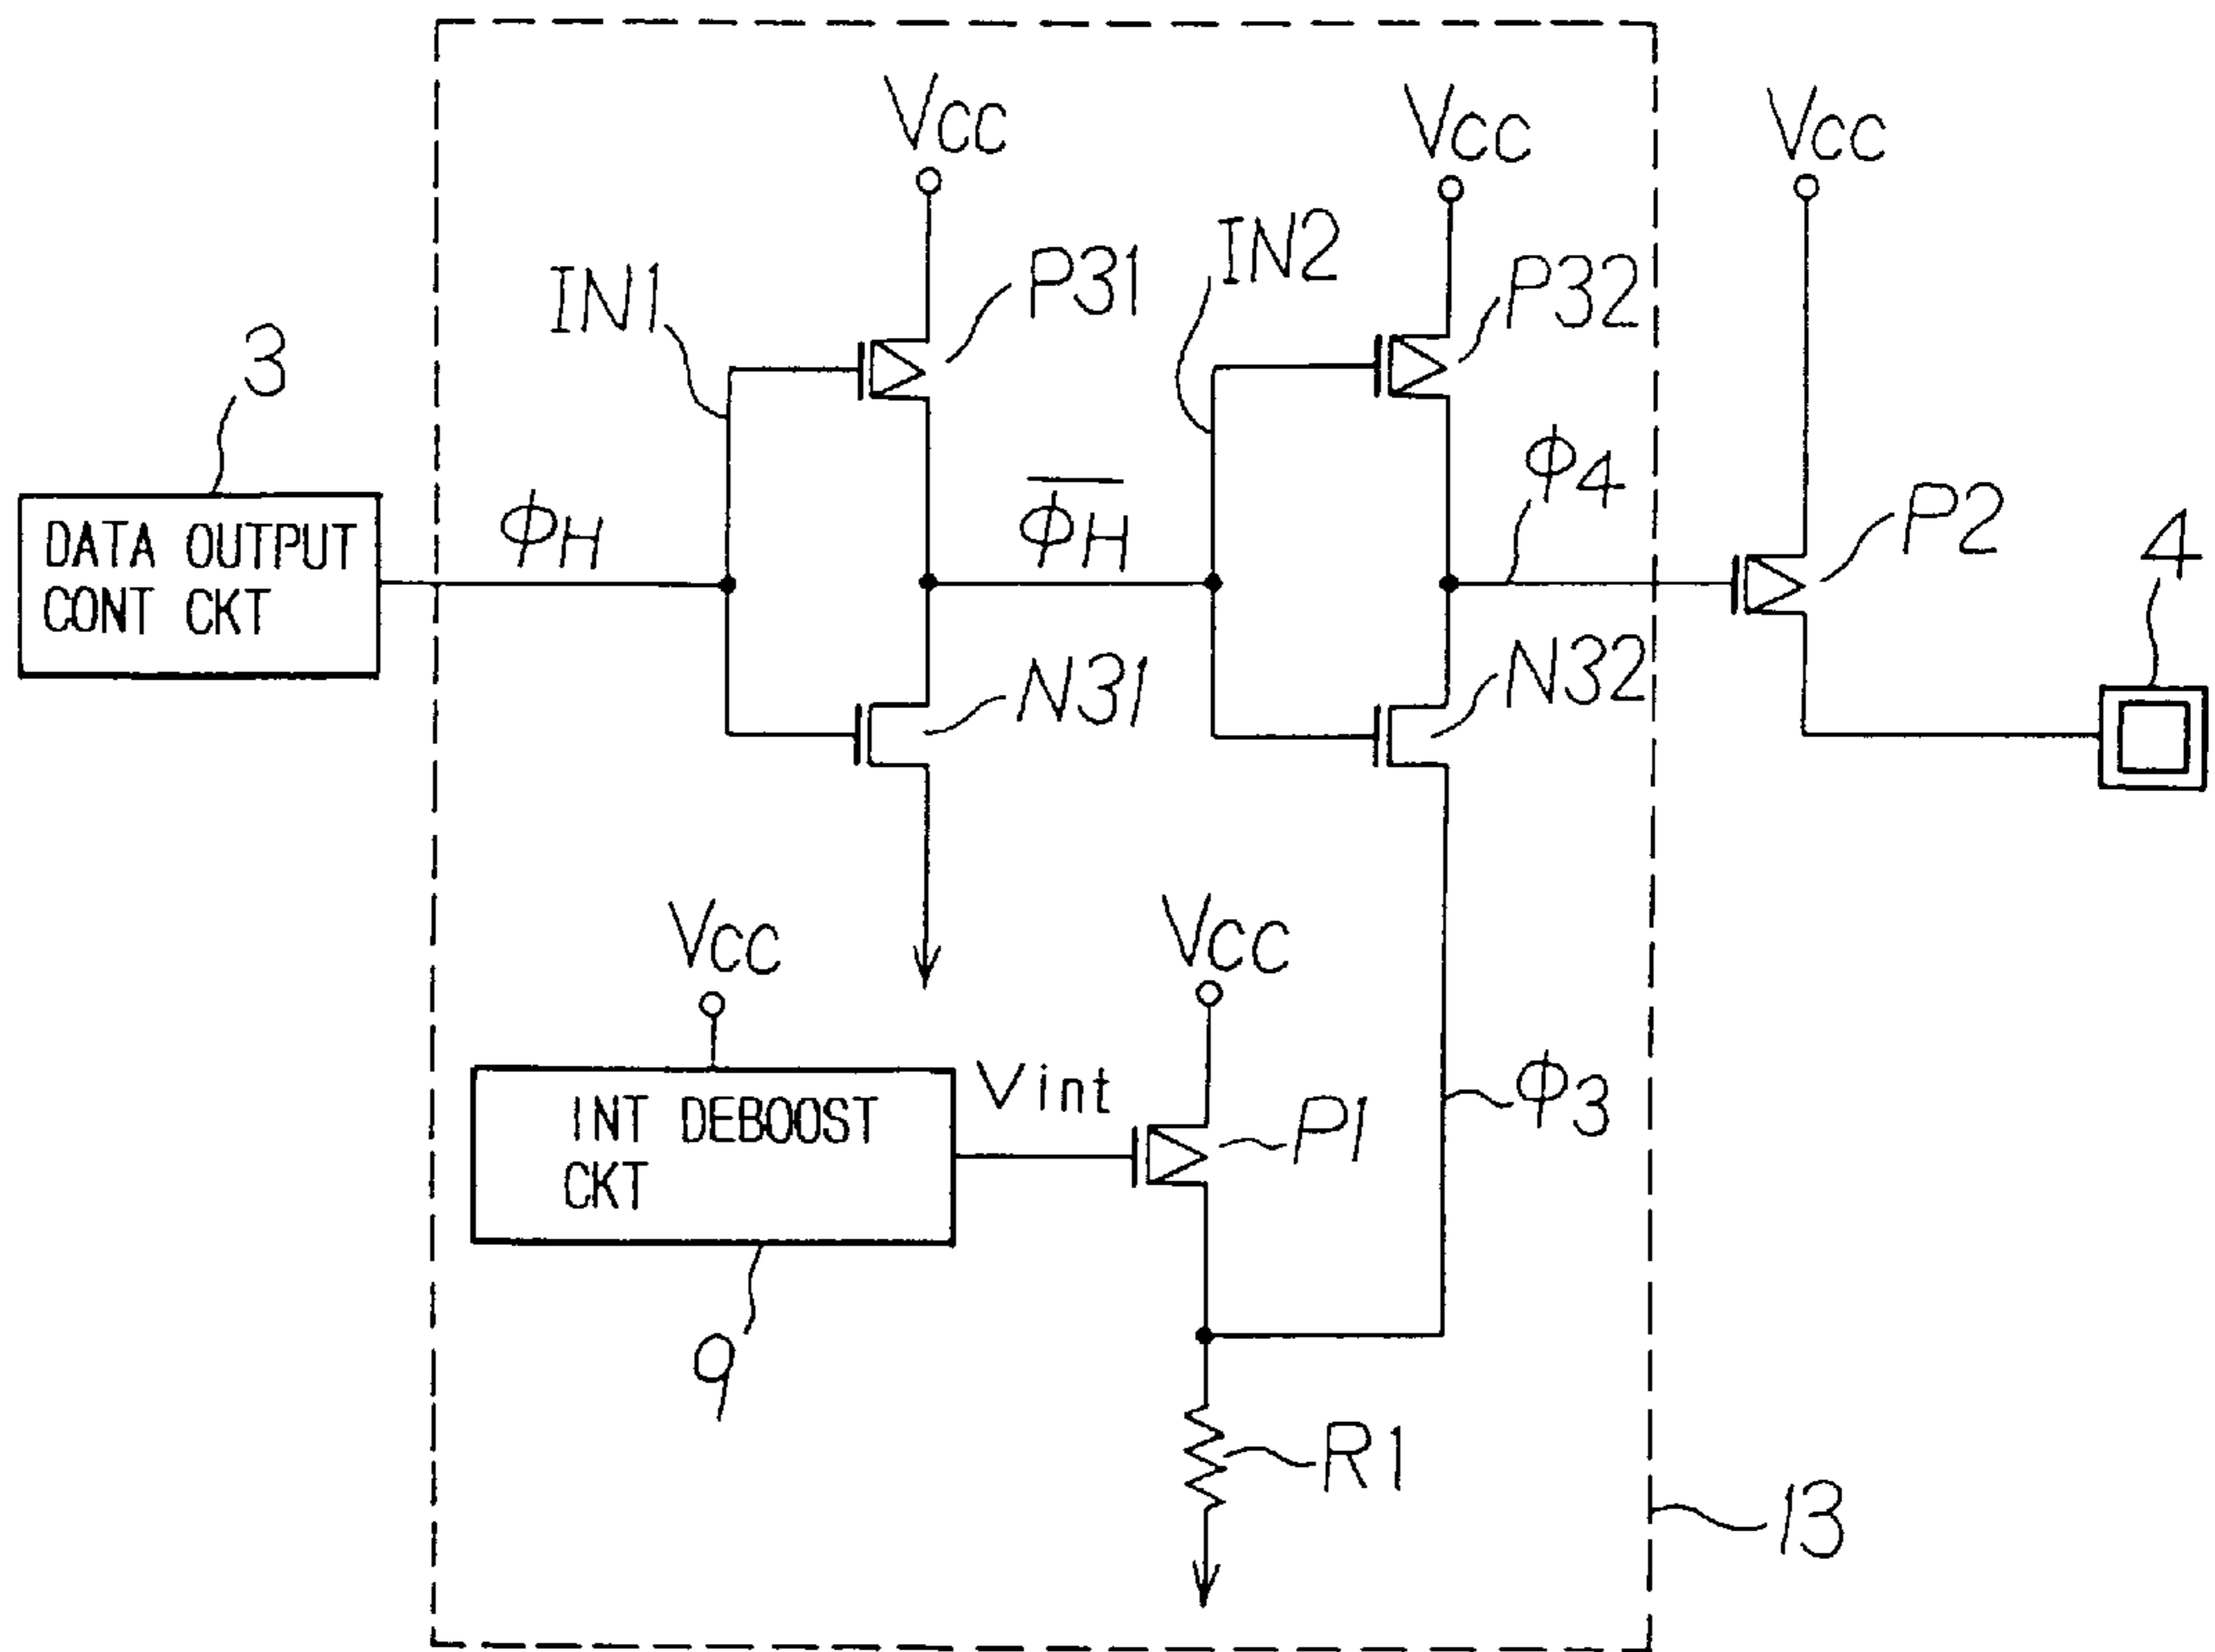 VCC
VCC
VCC
IN1
P31
IN2
P32
3
DATA OUTPUT
CONT CKT
ΦH
Φ̅H̅
Φ4
P2
4
N31
N32
VCC
VCC
INT DEBOOST
CKT
Vint
P1
Φ3
9
R1
13